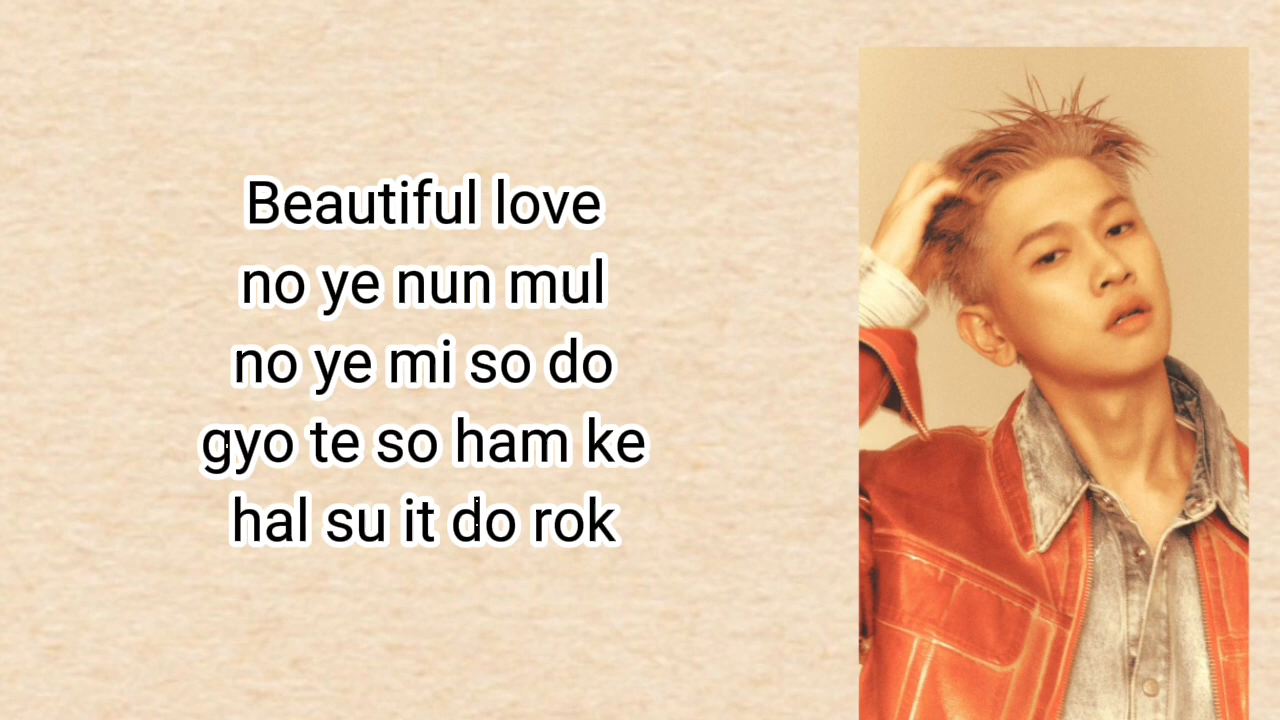 Beautiful love
no ye nun mul
no ye mi so do
gyo te so ham ke
hal su it do rok